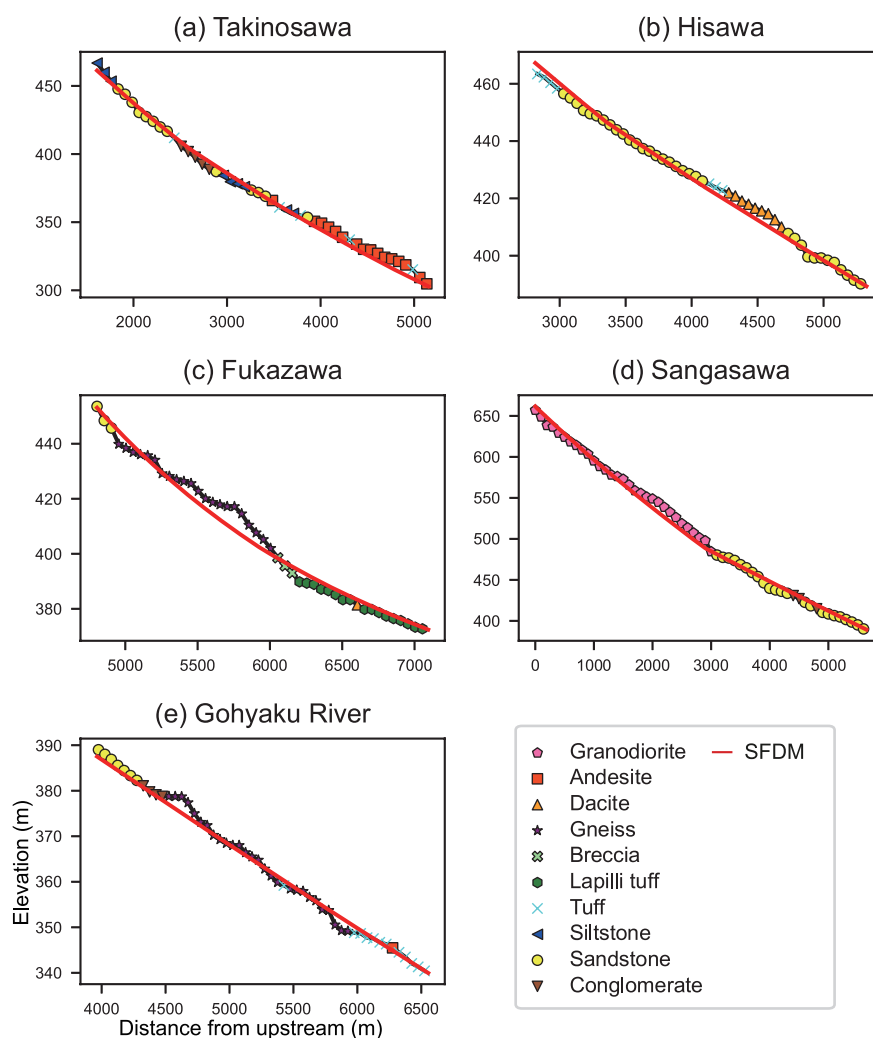 (a) Takinosawa
450
400
350
300
2000 3000 4000 5000
(b) Hisawa
460
440
420
400
3000 3500 4000 4500 5000
(c) Fukazawa
440
420
400
380
5000 5500 6000 6500 7000
(d) Sangasawa
650
600
550
500
450
400
0 1000 2000 3000 4000 5000
(e) Gohyaku River
Elevation (m)
390
380
370
360
350
340
4000 4500 5000 5500 6000 6500
Distance from upstream (m)
Granodiorite
Andesite
Dacite
Gneiss
Breccia
Lapilli tuff
Tuff
Siltstone
Sandstone
Conglomerate
SFDM